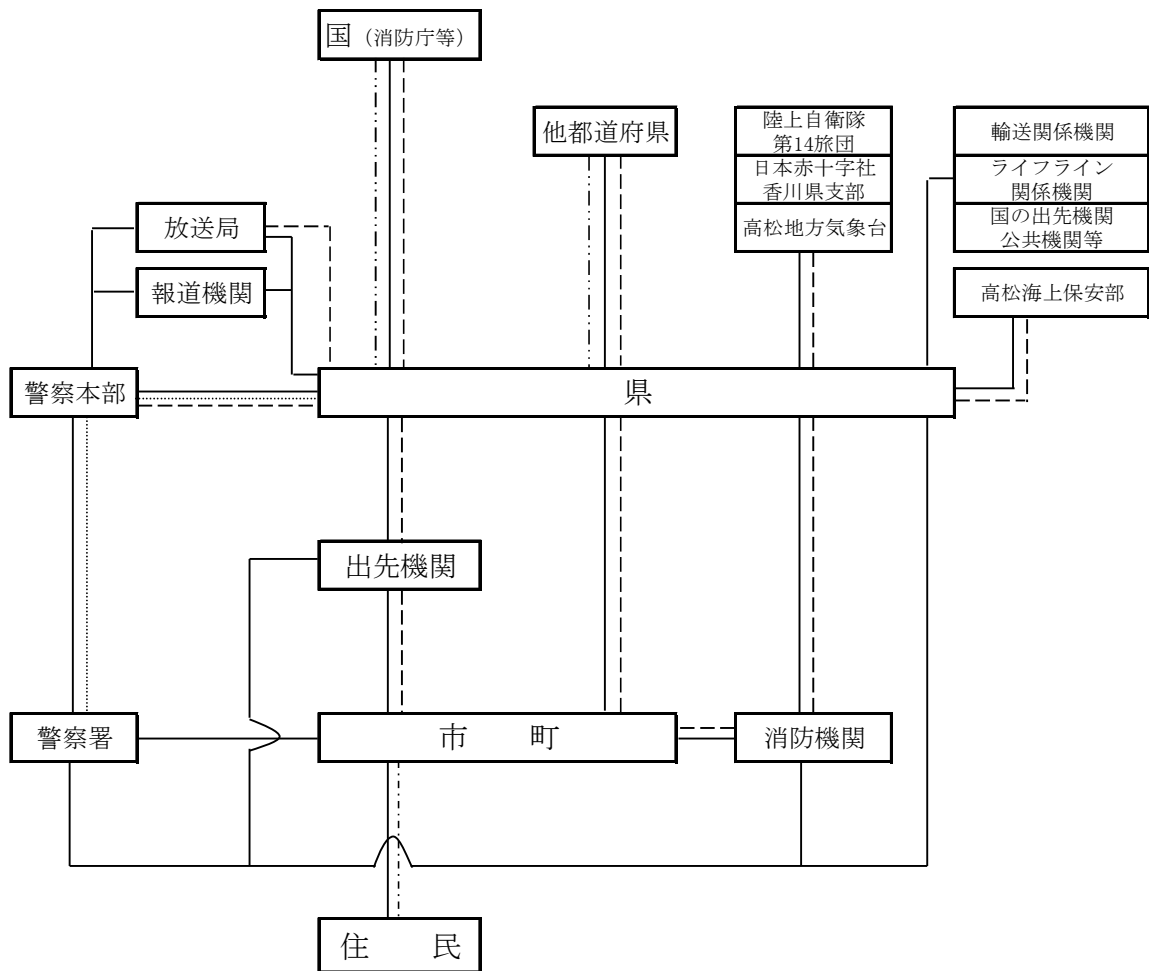 国（消防庁等）
他都道府県
陸上自衛隊
第14旅団
日本赤十字社
香川県支部
高松地方気象台
輸送関係機関
ライフライン
関係機関
国の出先機関
公共機関等
放送局
報道機関
高松海上保安部
警察本部
県
出先機関
警察署
市　　町
消防機関
住　　民